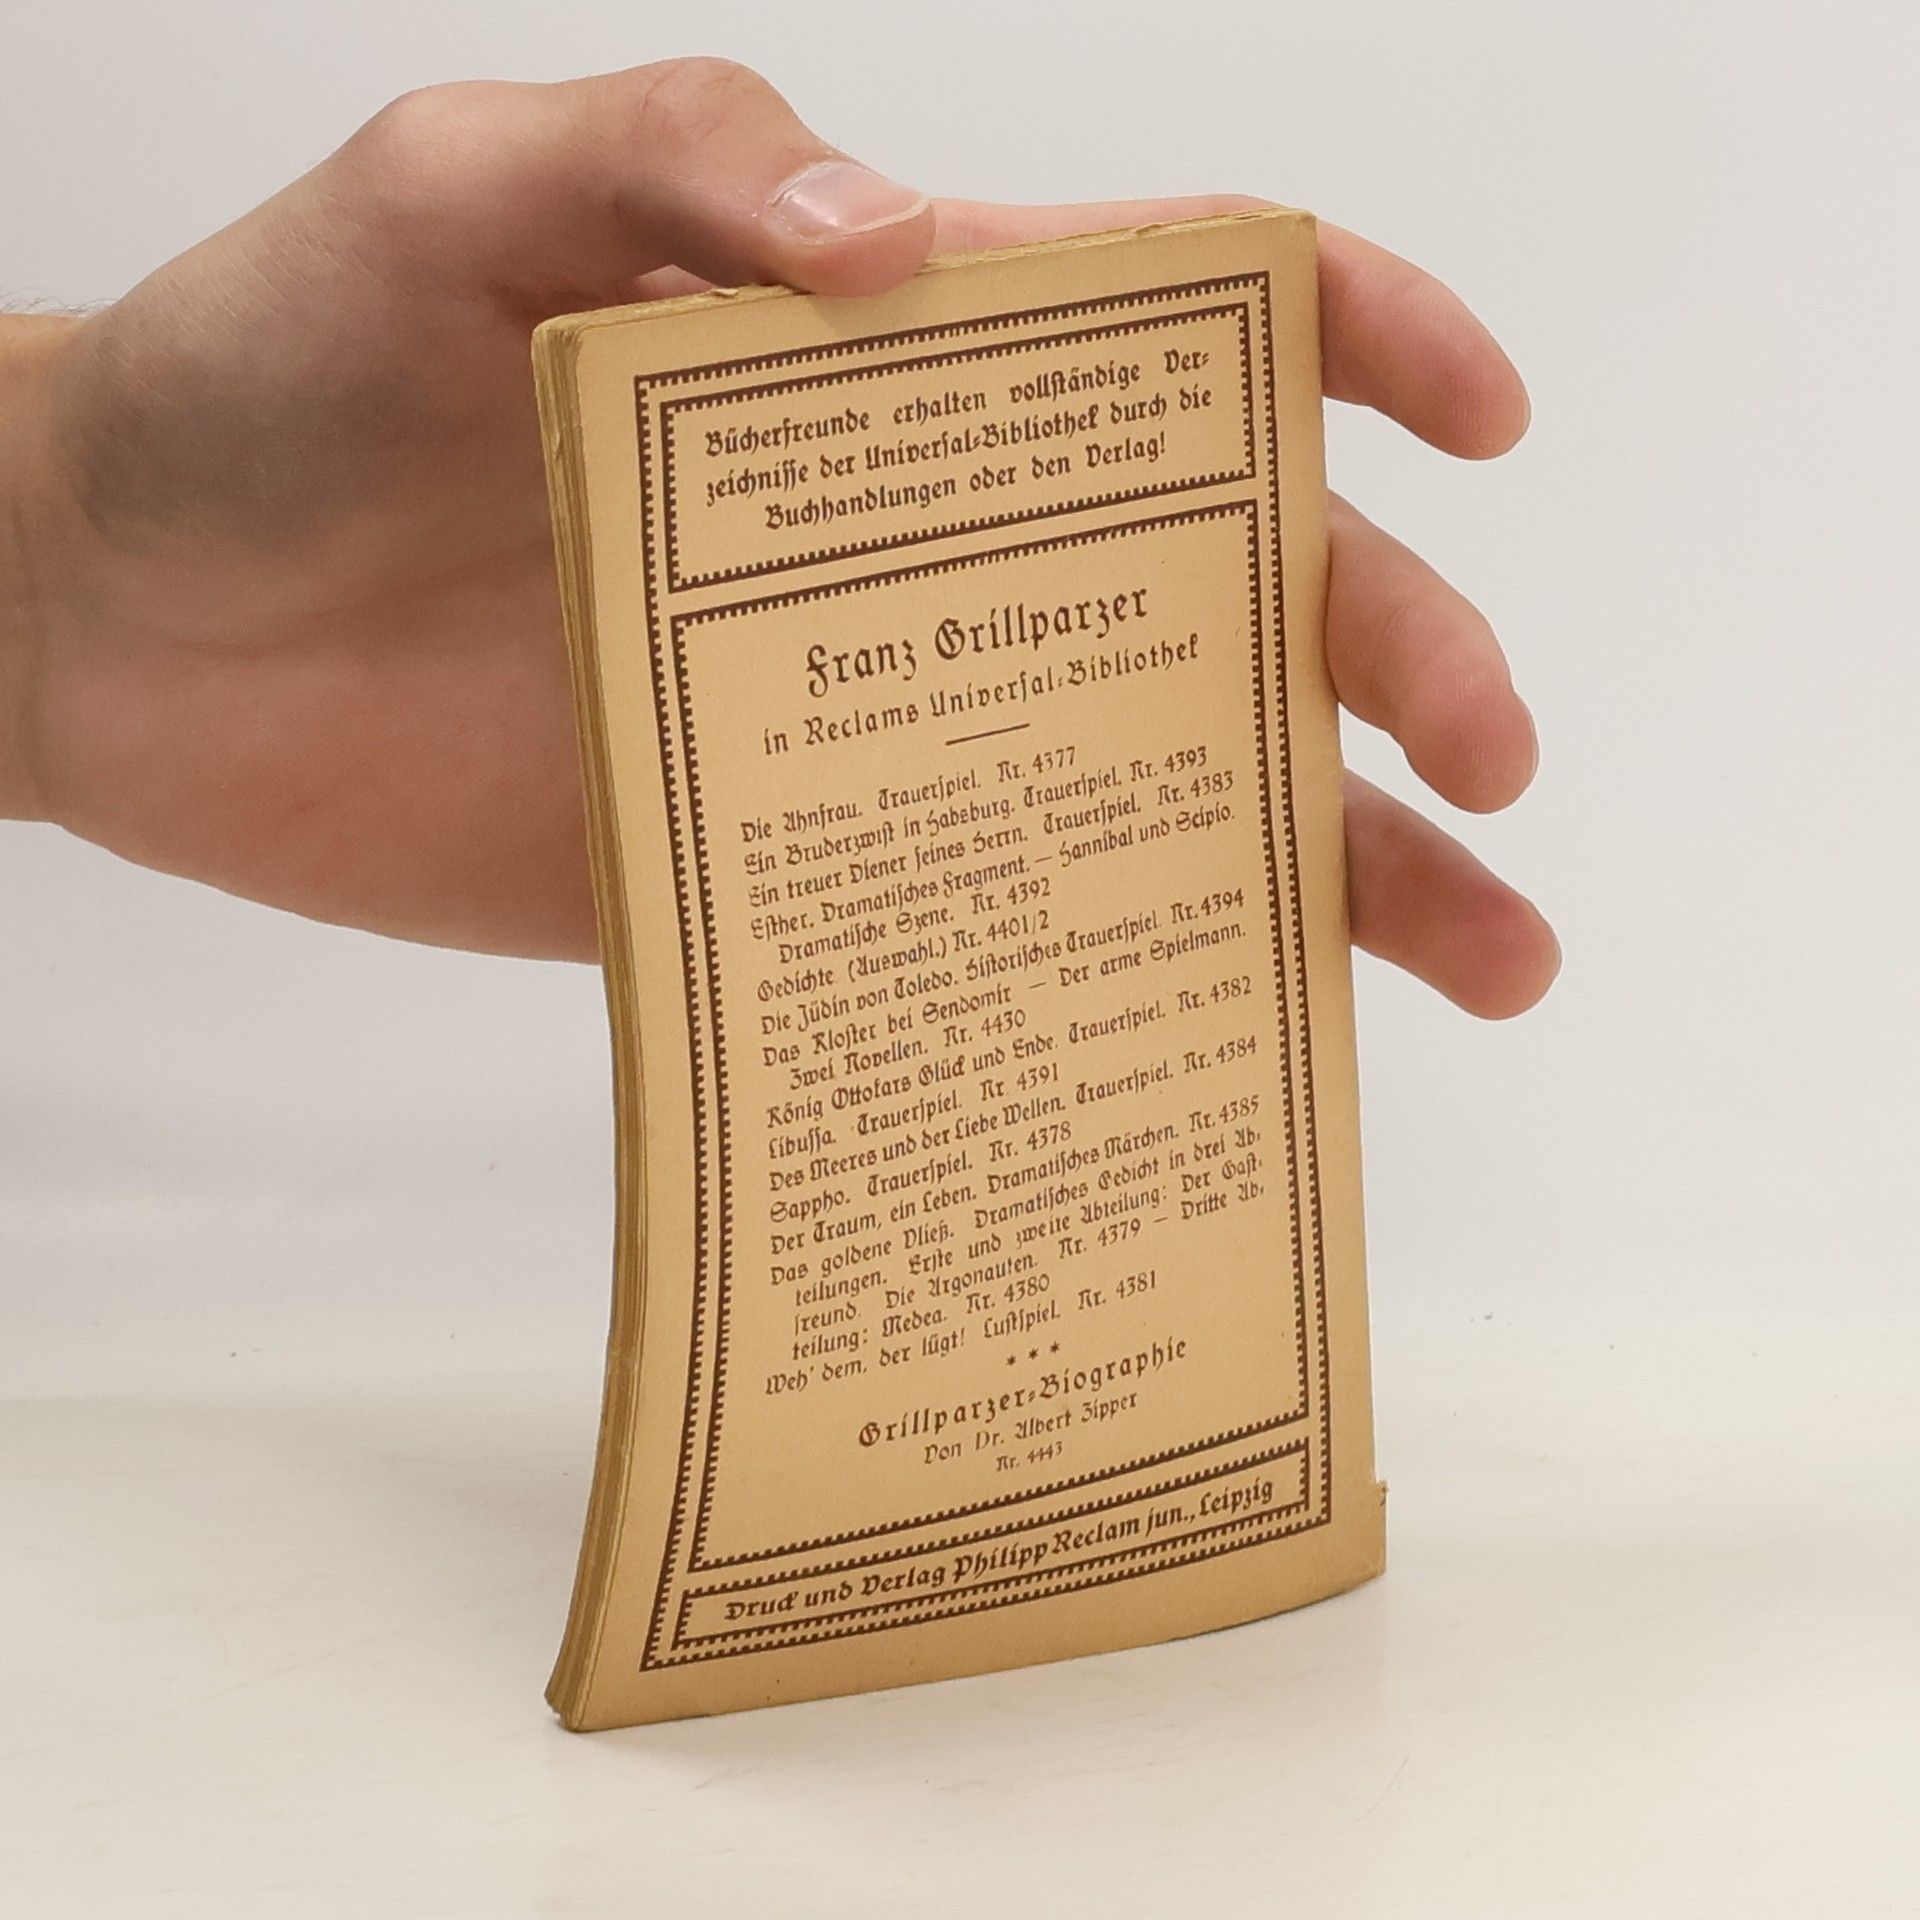 Bücherfreunde erhalten vollständige Ver-
zeichnisse der Universal-Bibliothek durch die
Buchhandlungen oder den Verlag!
Franz Grillparzer
in Reclams Universal-Bibliothek
Die Ahnfrau. Trauerspiel. Nr. 4377
Ein Bruderzwist in Habsburg. Trauerspiel. Nr. 4393
Ein treuer Diener seines Herrn. Trauerspiel. Nr. 4383
Esther. Dramatisches Fragment. — Hannibal und Scipio.
Dramatische Szene. Nr. 4392
Gedichte (Auswahl.) Nr. 4401/2
Die Jüdin von Toledo. Historisches Trauerspiel. Nr. 4394
Das Kloster bei Sendomir — Der arme Spielmann.
Zwei Novellen. Nr. 4430
König Ottokars Glück und Ende. Trauerspiel. Nr. 4382
Libussa. Trauerspiel. Nr. 4391
Des Meeres und der Liebe Wellen. Trauerspiel. Nr. 4384
Sappho. Trauerspiel. Nr. 4378
Der Traum, ein Leben. Dramatisches Märchen. Nr. 4385
Das goldene Vließ. Dramatisches Gedicht in drei Ab-
teilungen. Erste und zweite Abteilung: Der Gast-
freund. Die Argonauten. Nr. 4379 — Dritte Ab-
teilung: Medea. Nr. 4380
Weh' dem, der lügt! Lustspiel. Nr. 4381
* * *
Grillparzer-Biographie
Von Dr. Albert Zipper
Nr. 4443
Druck und Verlag Philipp Reclam jun., Leipzig